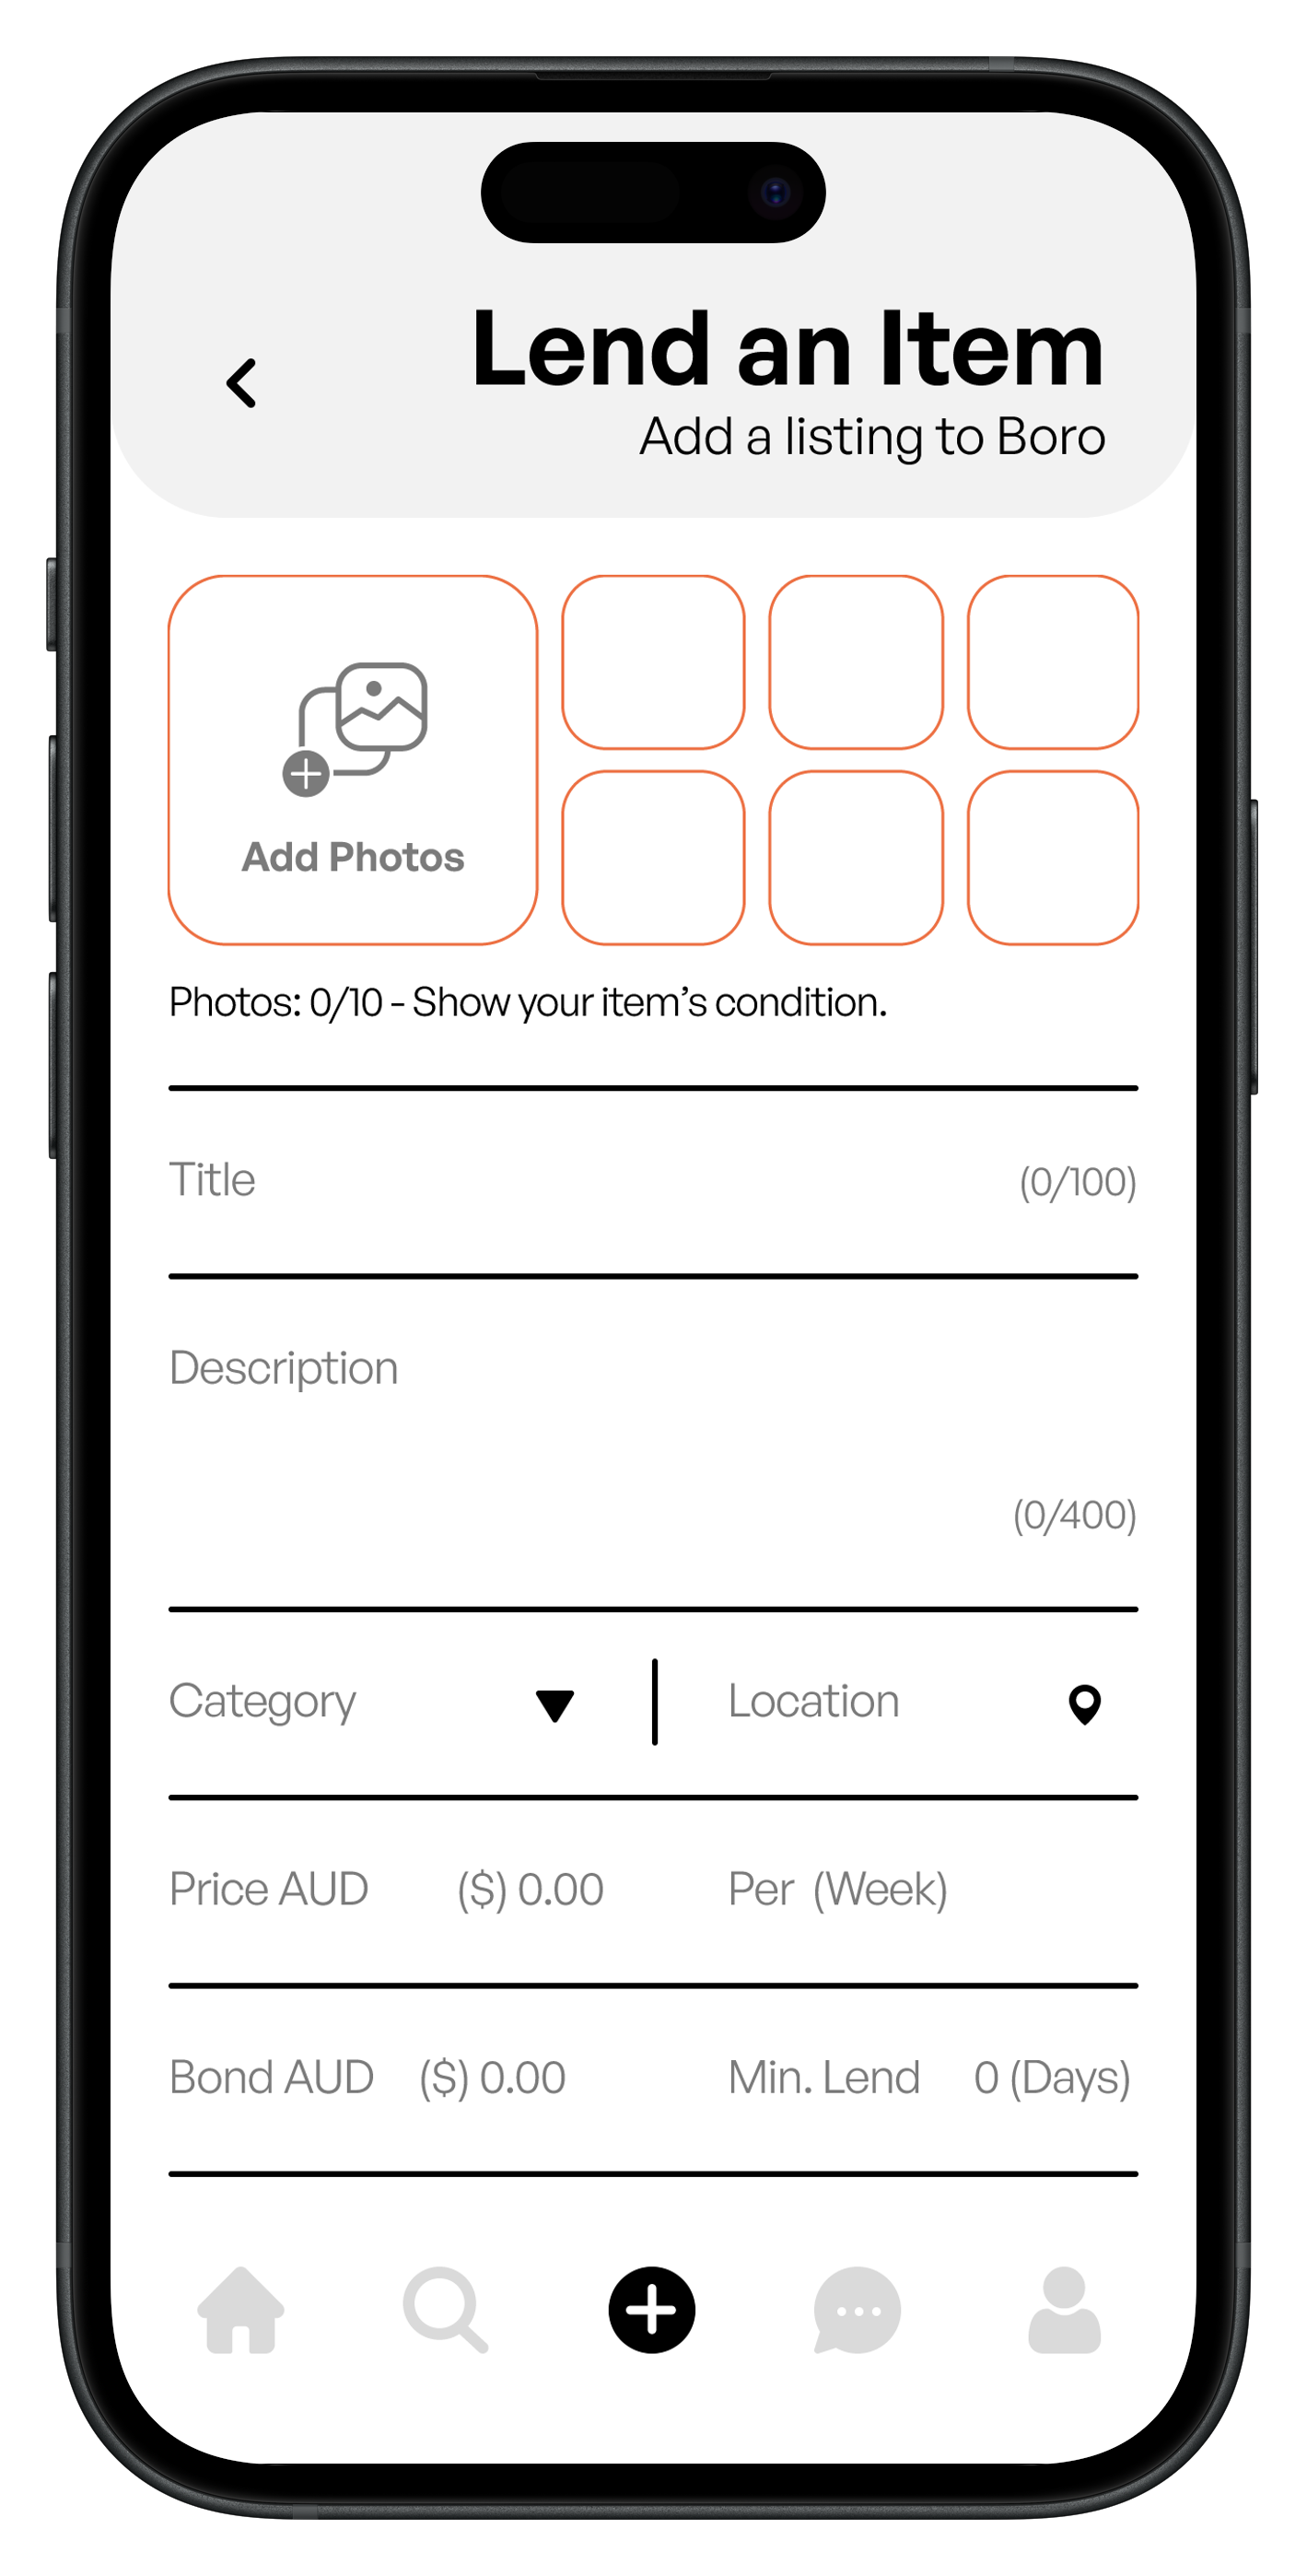 Lend an Item
Add a listing to Boro
Add Photos
Photos: 0/10 - Show your item’s condition.
Title (0/100)
Description
(0/400)
Category Location
Price AUD ($) 0.00 Per (Week)
Bond AUD ($) 0.00 Min. Lend 0 (Days)